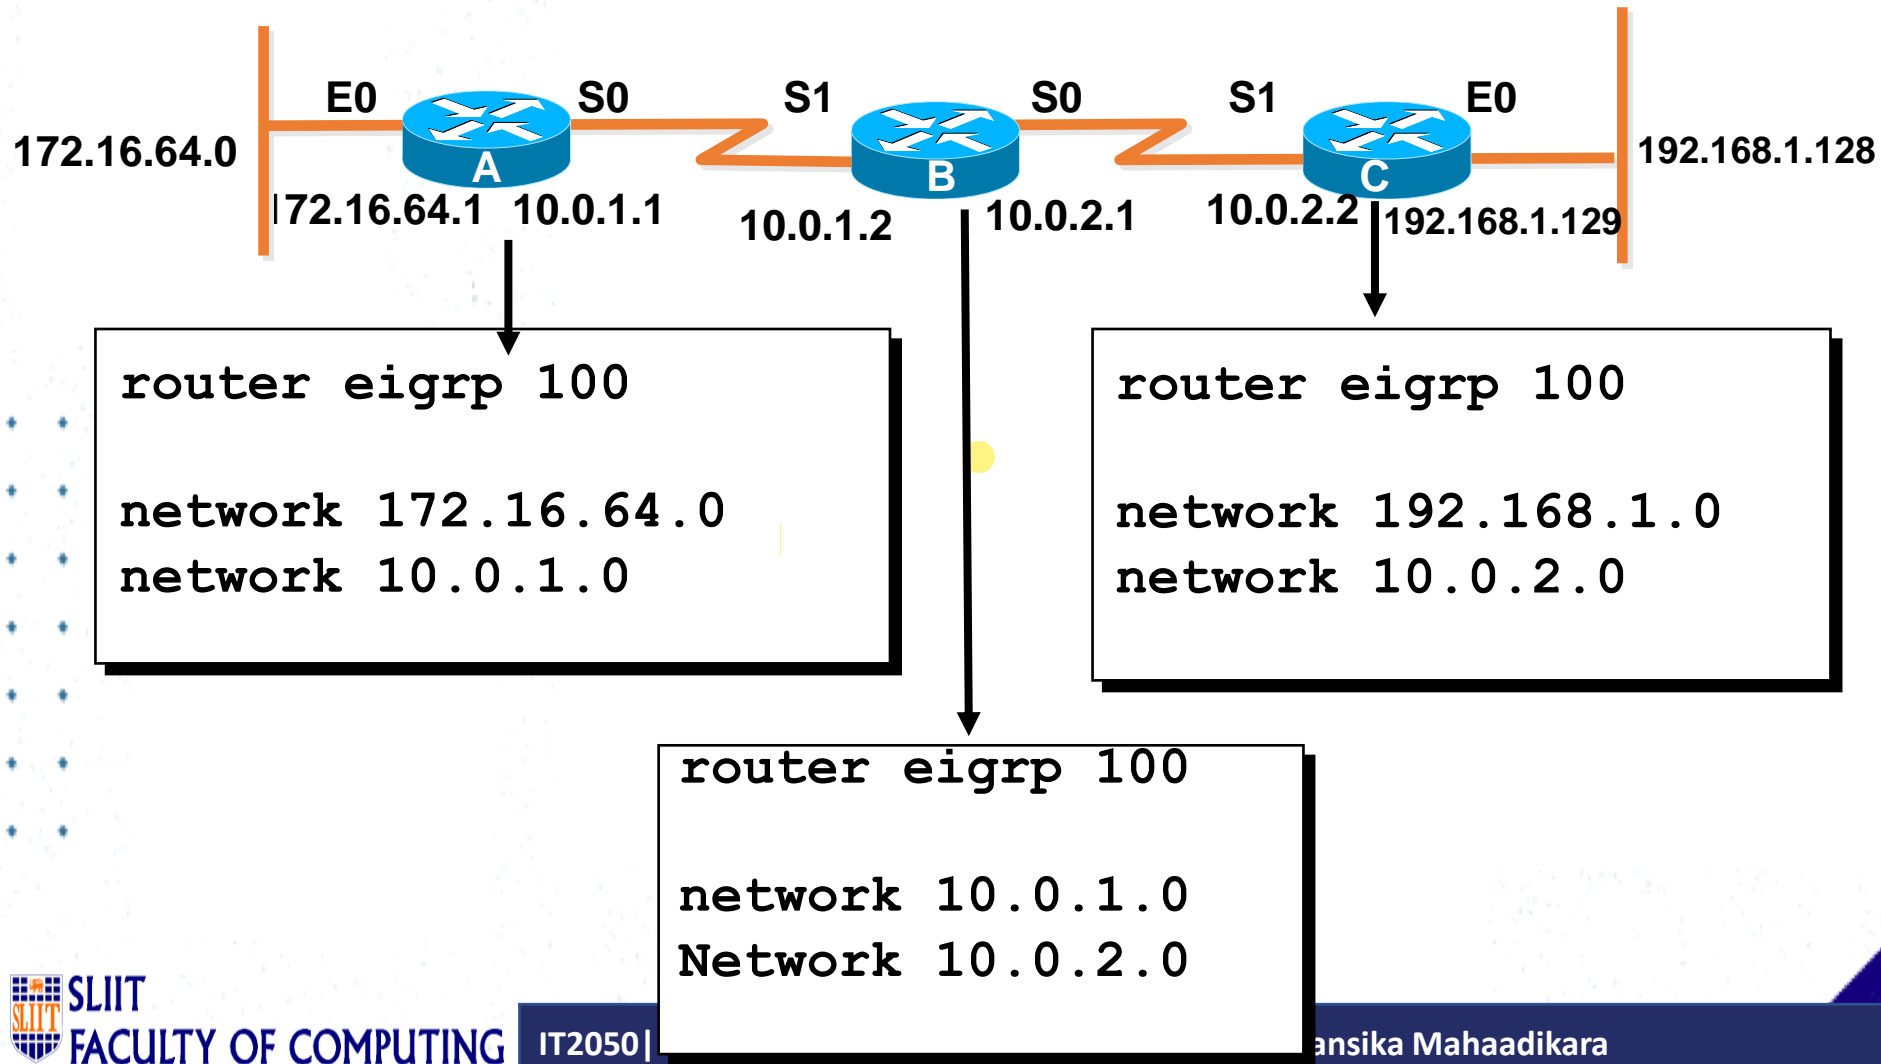 E0 S0 S1 S0 S1 E0
172.16.64.0 192.168.1.128
A B C
172.16.64.1 10.0.1.1 10.0.1.2 10.0.2.1 10.0.2.2 192.168.1.129
router eigrp 100
network 172.16.64.0
network 10.0.1.0
router eigrp 100
network 192.168.1.0
network 10.0.2.0
router eigrp 100
network 10.0.1.0
Network 10.0.2.0
SLIIT
SLIIT
FACULTY OF COMPUTING
IT2050|
ansika Mahaadikara